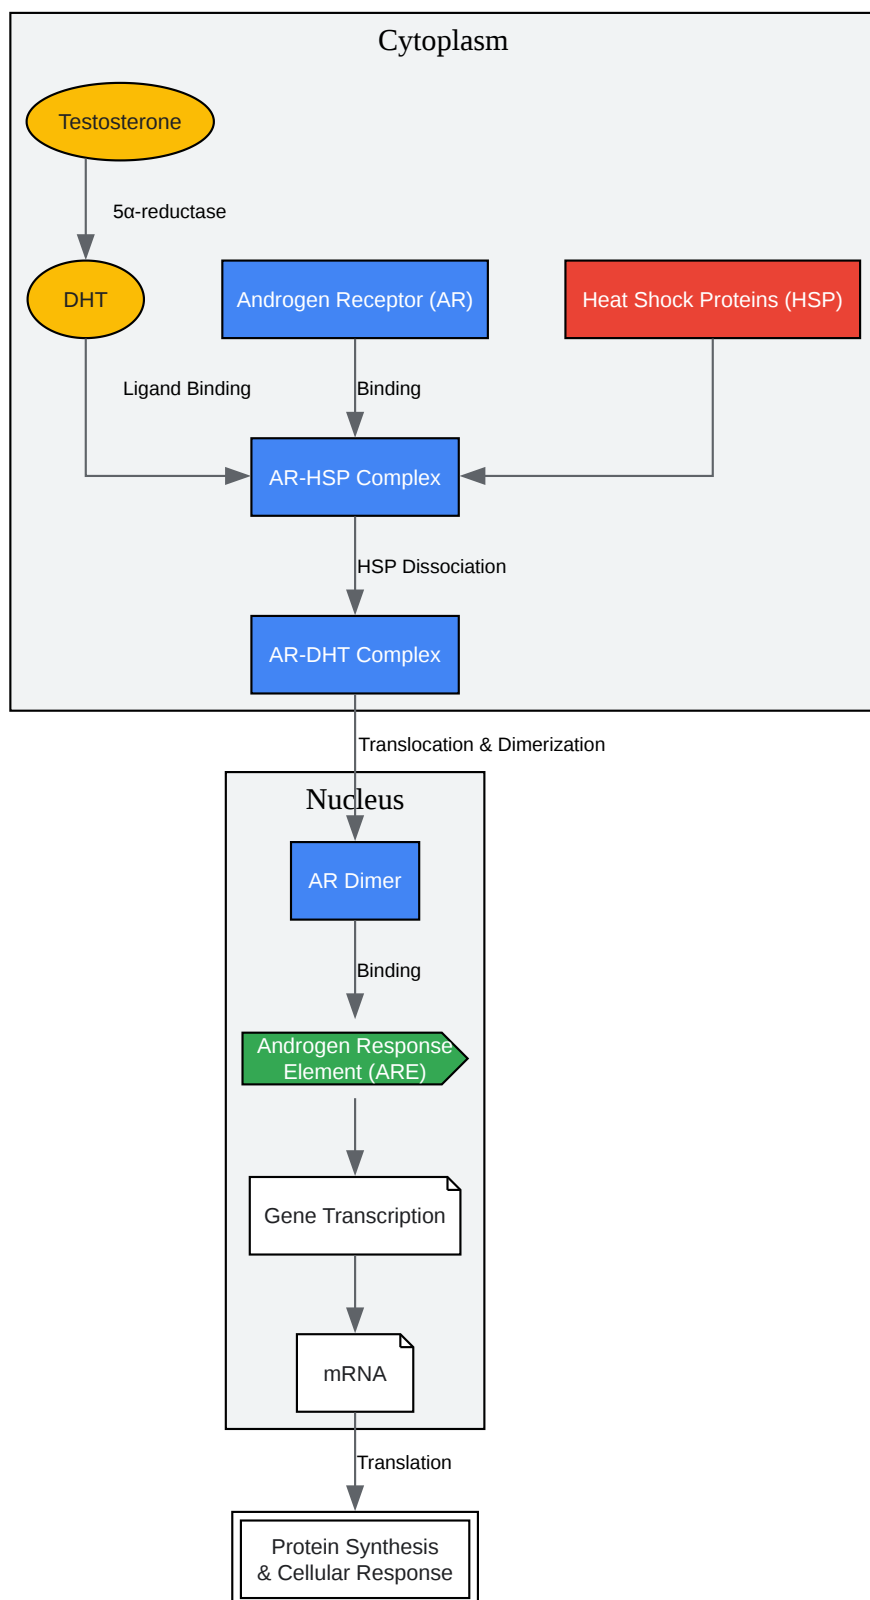 Cytoplasm
Testosterone
5α-reductase
DHT
Androgen Receptor (AR)
Heat Shock Proteins (HSP)
Ligand Binding
Binding
AR-HSP Complex
HSP Dissociation
AR-DHT Complex
Translocation & Dimerization
Nucleus
AR Dimer
Binding
Androgen Response
Element (ARE)
Gene Transcription
mRNA
Translation
Protein Synthesis
& Cellular Response